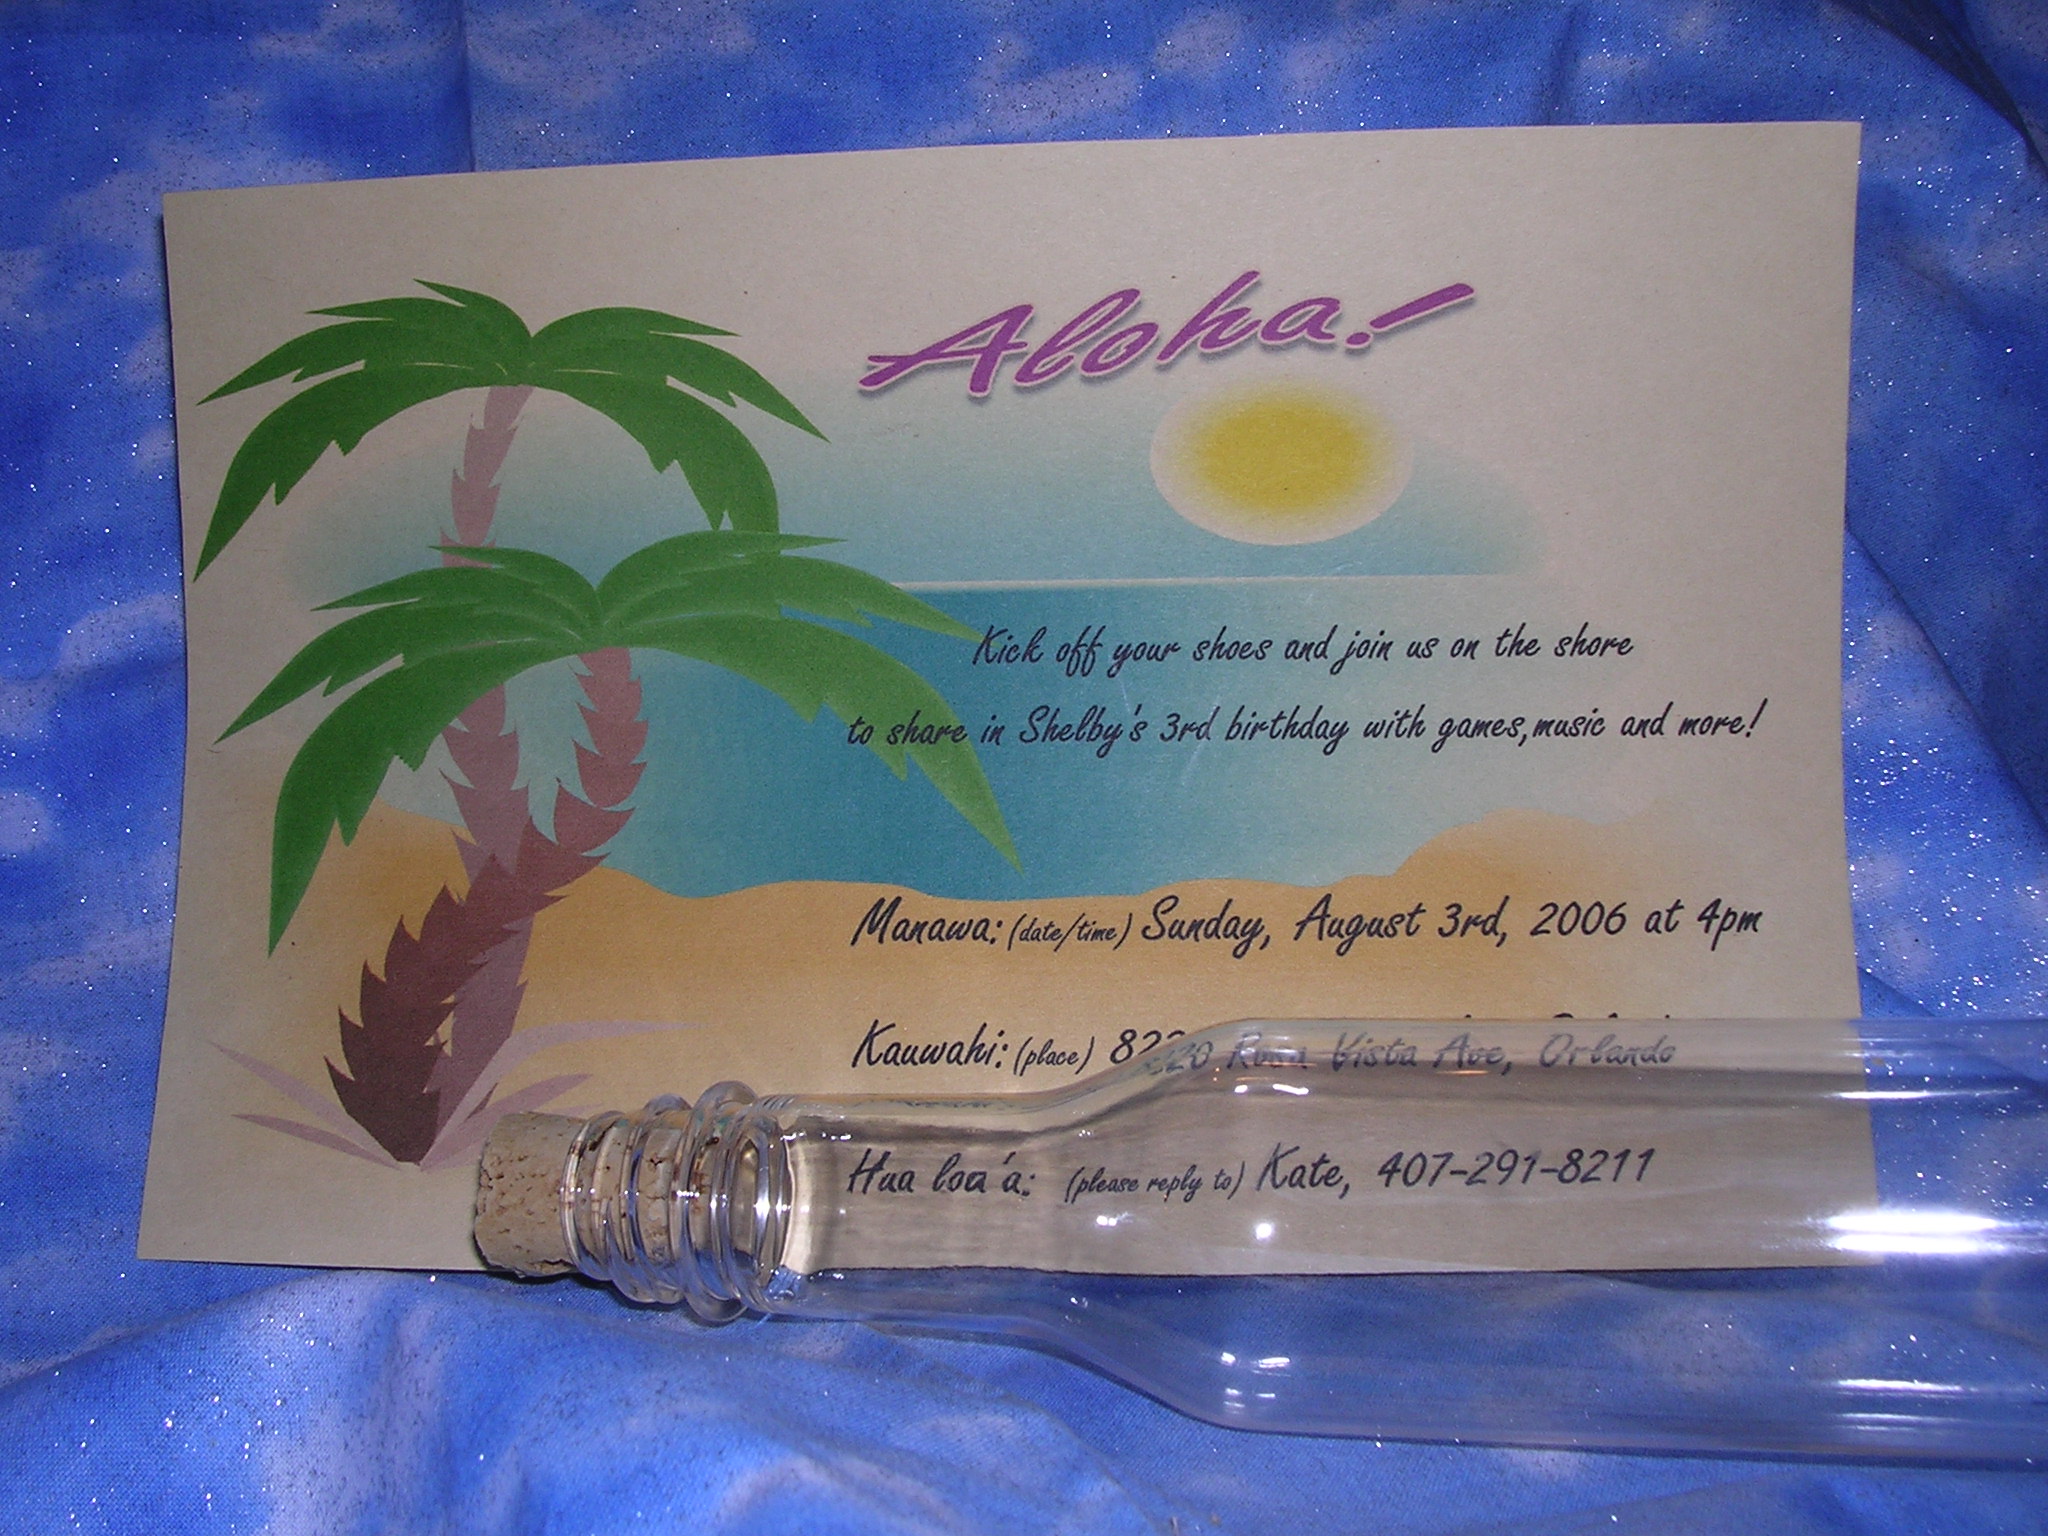 Aloha!
Kick off your shoes and join us on the shore
to share in Shelby's 3rd birthday with games,music and more!
Manawa: (date/time) Sunday, August 3rd, 2006 at 4pm
Kauwahi: (place) Vista Ave, Orlando
Hua loa'a: (please reply to) Kate, 407-291-8211